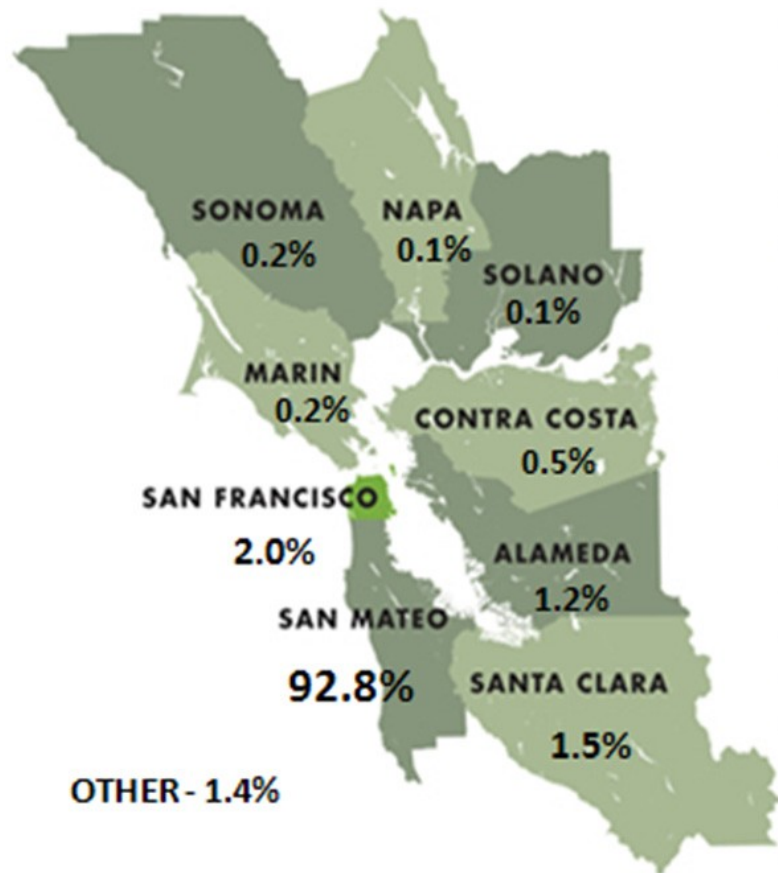 SONOMA
0.2%
NAPA
0.1%
SOLANO
0.1%
MARIN
0.2%
CONTRA COSTA
0.5%
SAN FRANCISCO
2.0%
ALAMEDA
1.2%
SAN MATEO
92.8%
SANTA CLARA
1.5%
OTHER - 1.4%